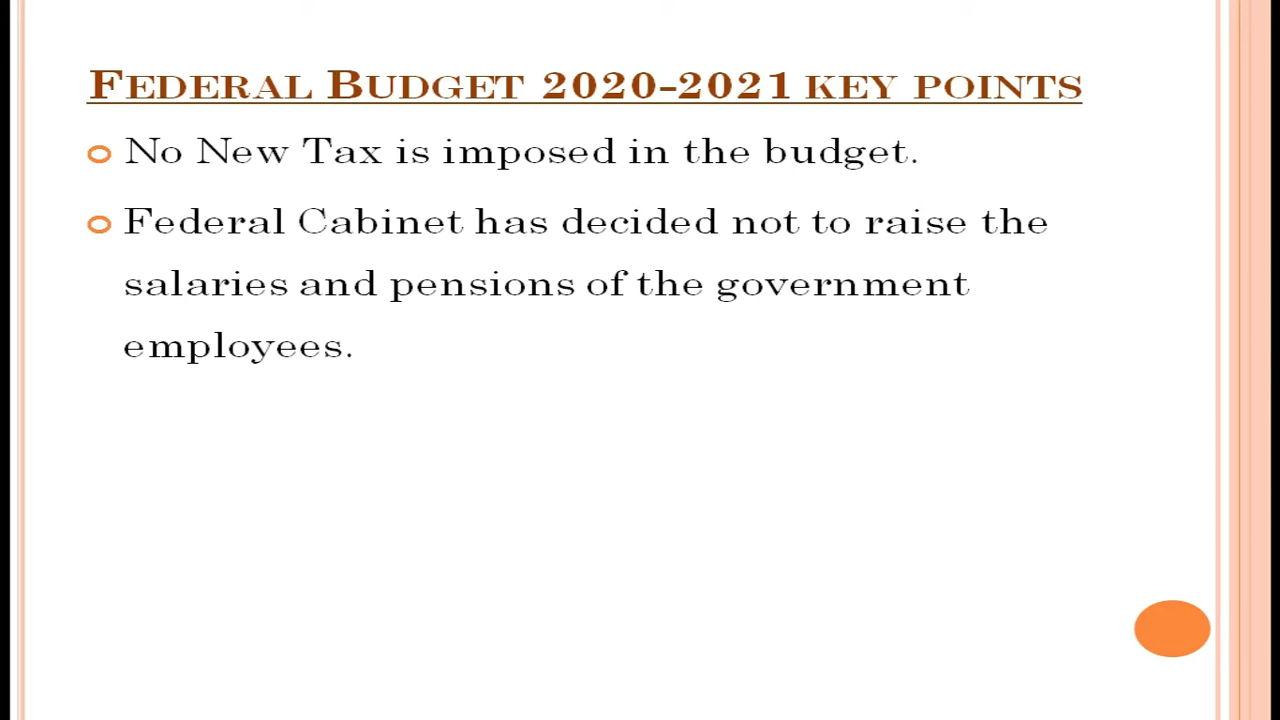 Federal Budget 2020-2021 key points
No New Tax is imposed in the budget.
Federal Cabinet has decided not to raise the
salaries and pensions of the government
employees.